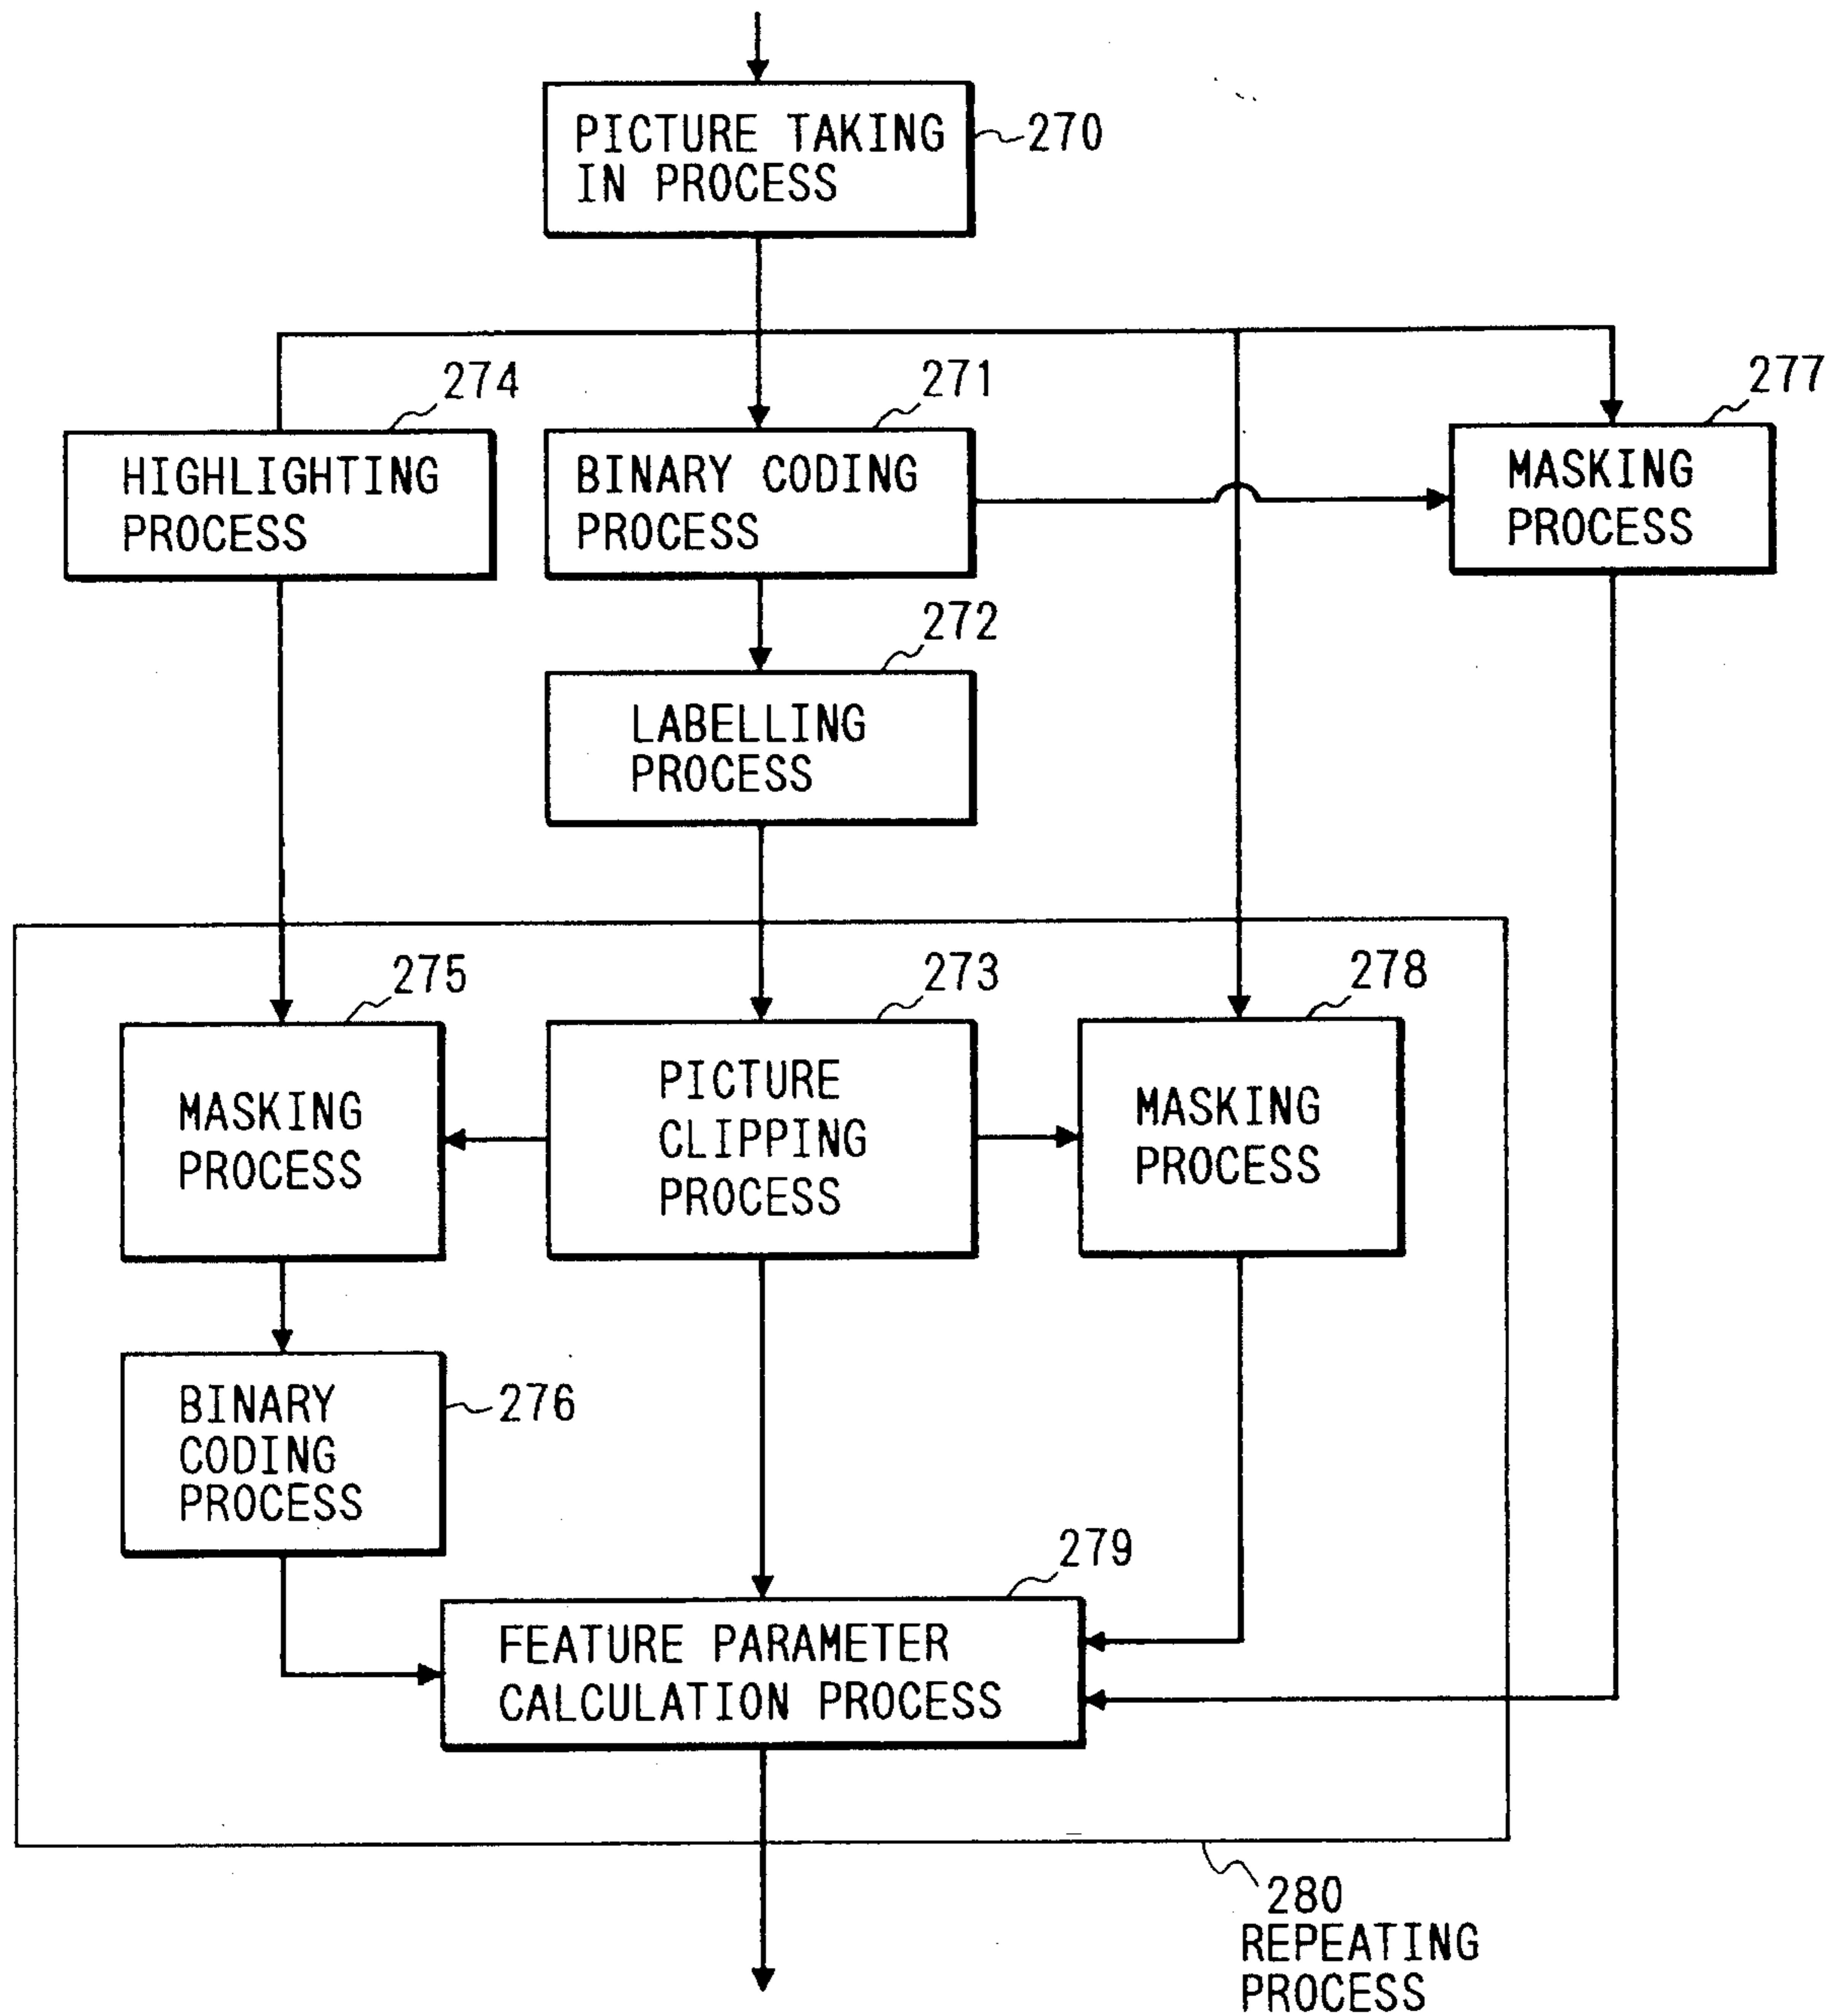 PICTURE TAKING
IN PROCESS
270
274
271
277
HIGHLIGHTING
PROCESS
BINARY CODING
PROCESS
MASKING
PROCESS
272
LABELLING
PROCESS
275
273
278
MASKING
PROCESS
PICTURE
CLIPPING
PROCESS
MASKING
PROCESS
BINARY
CODING
PROCESS
276
279
FEATURE PARAMETER
CALCULATION PROCESS
280
REPEATING
PROCESS